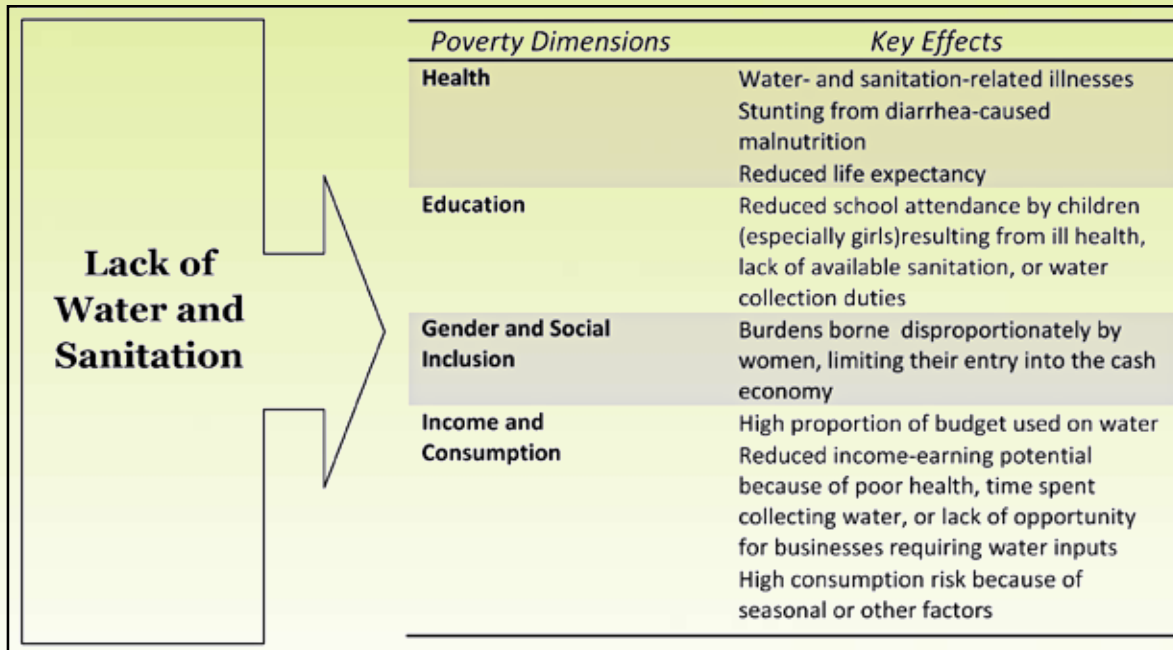 Lack of
Water and
Sanitation
Poverty Dimensions Key Effects
Health Water- and sanitation-related illnesses
Stunting from diarrhea-caused
malnutrition
Reduced life expectancy
Education Reduced school attendance by children
(especially girls)resulting from ill health,
lack of available sanitation, or water
collection duties
Gender and Social Burdens borne disproportionately by
Inclusion women, limiting their entry into the cash
economy
Income and High proportion of budget used on water
Consumption Reduced income-earning potential
because of poor health, time spent
collecting water, or lack of opportunity
for businesses requiring water inputs
High consumption risk because of
seasonal or other factors